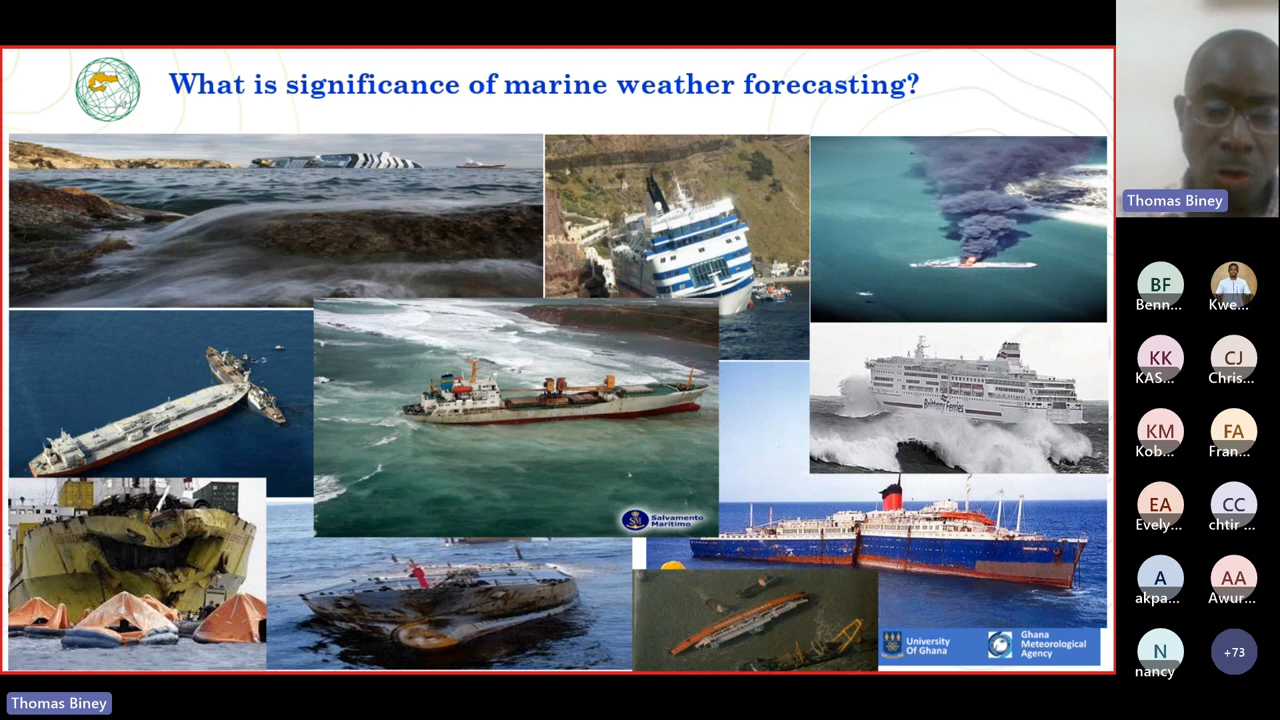 What is significance of marine weather forecasting?
Thomas Biney
Brittany Ferries
Salvamento
Marítimo
University
Of Ghana
Ghana
Meteorological
Agency
BF
Benn...
Kwe...
KK
KAS...
CJ
Chris...
KM
Kob...
FA
Fran...
EA
Evely...
CC
chtir ...
A
akpa...
AA
Awur...
N
nancy
+73
Thomas Biney